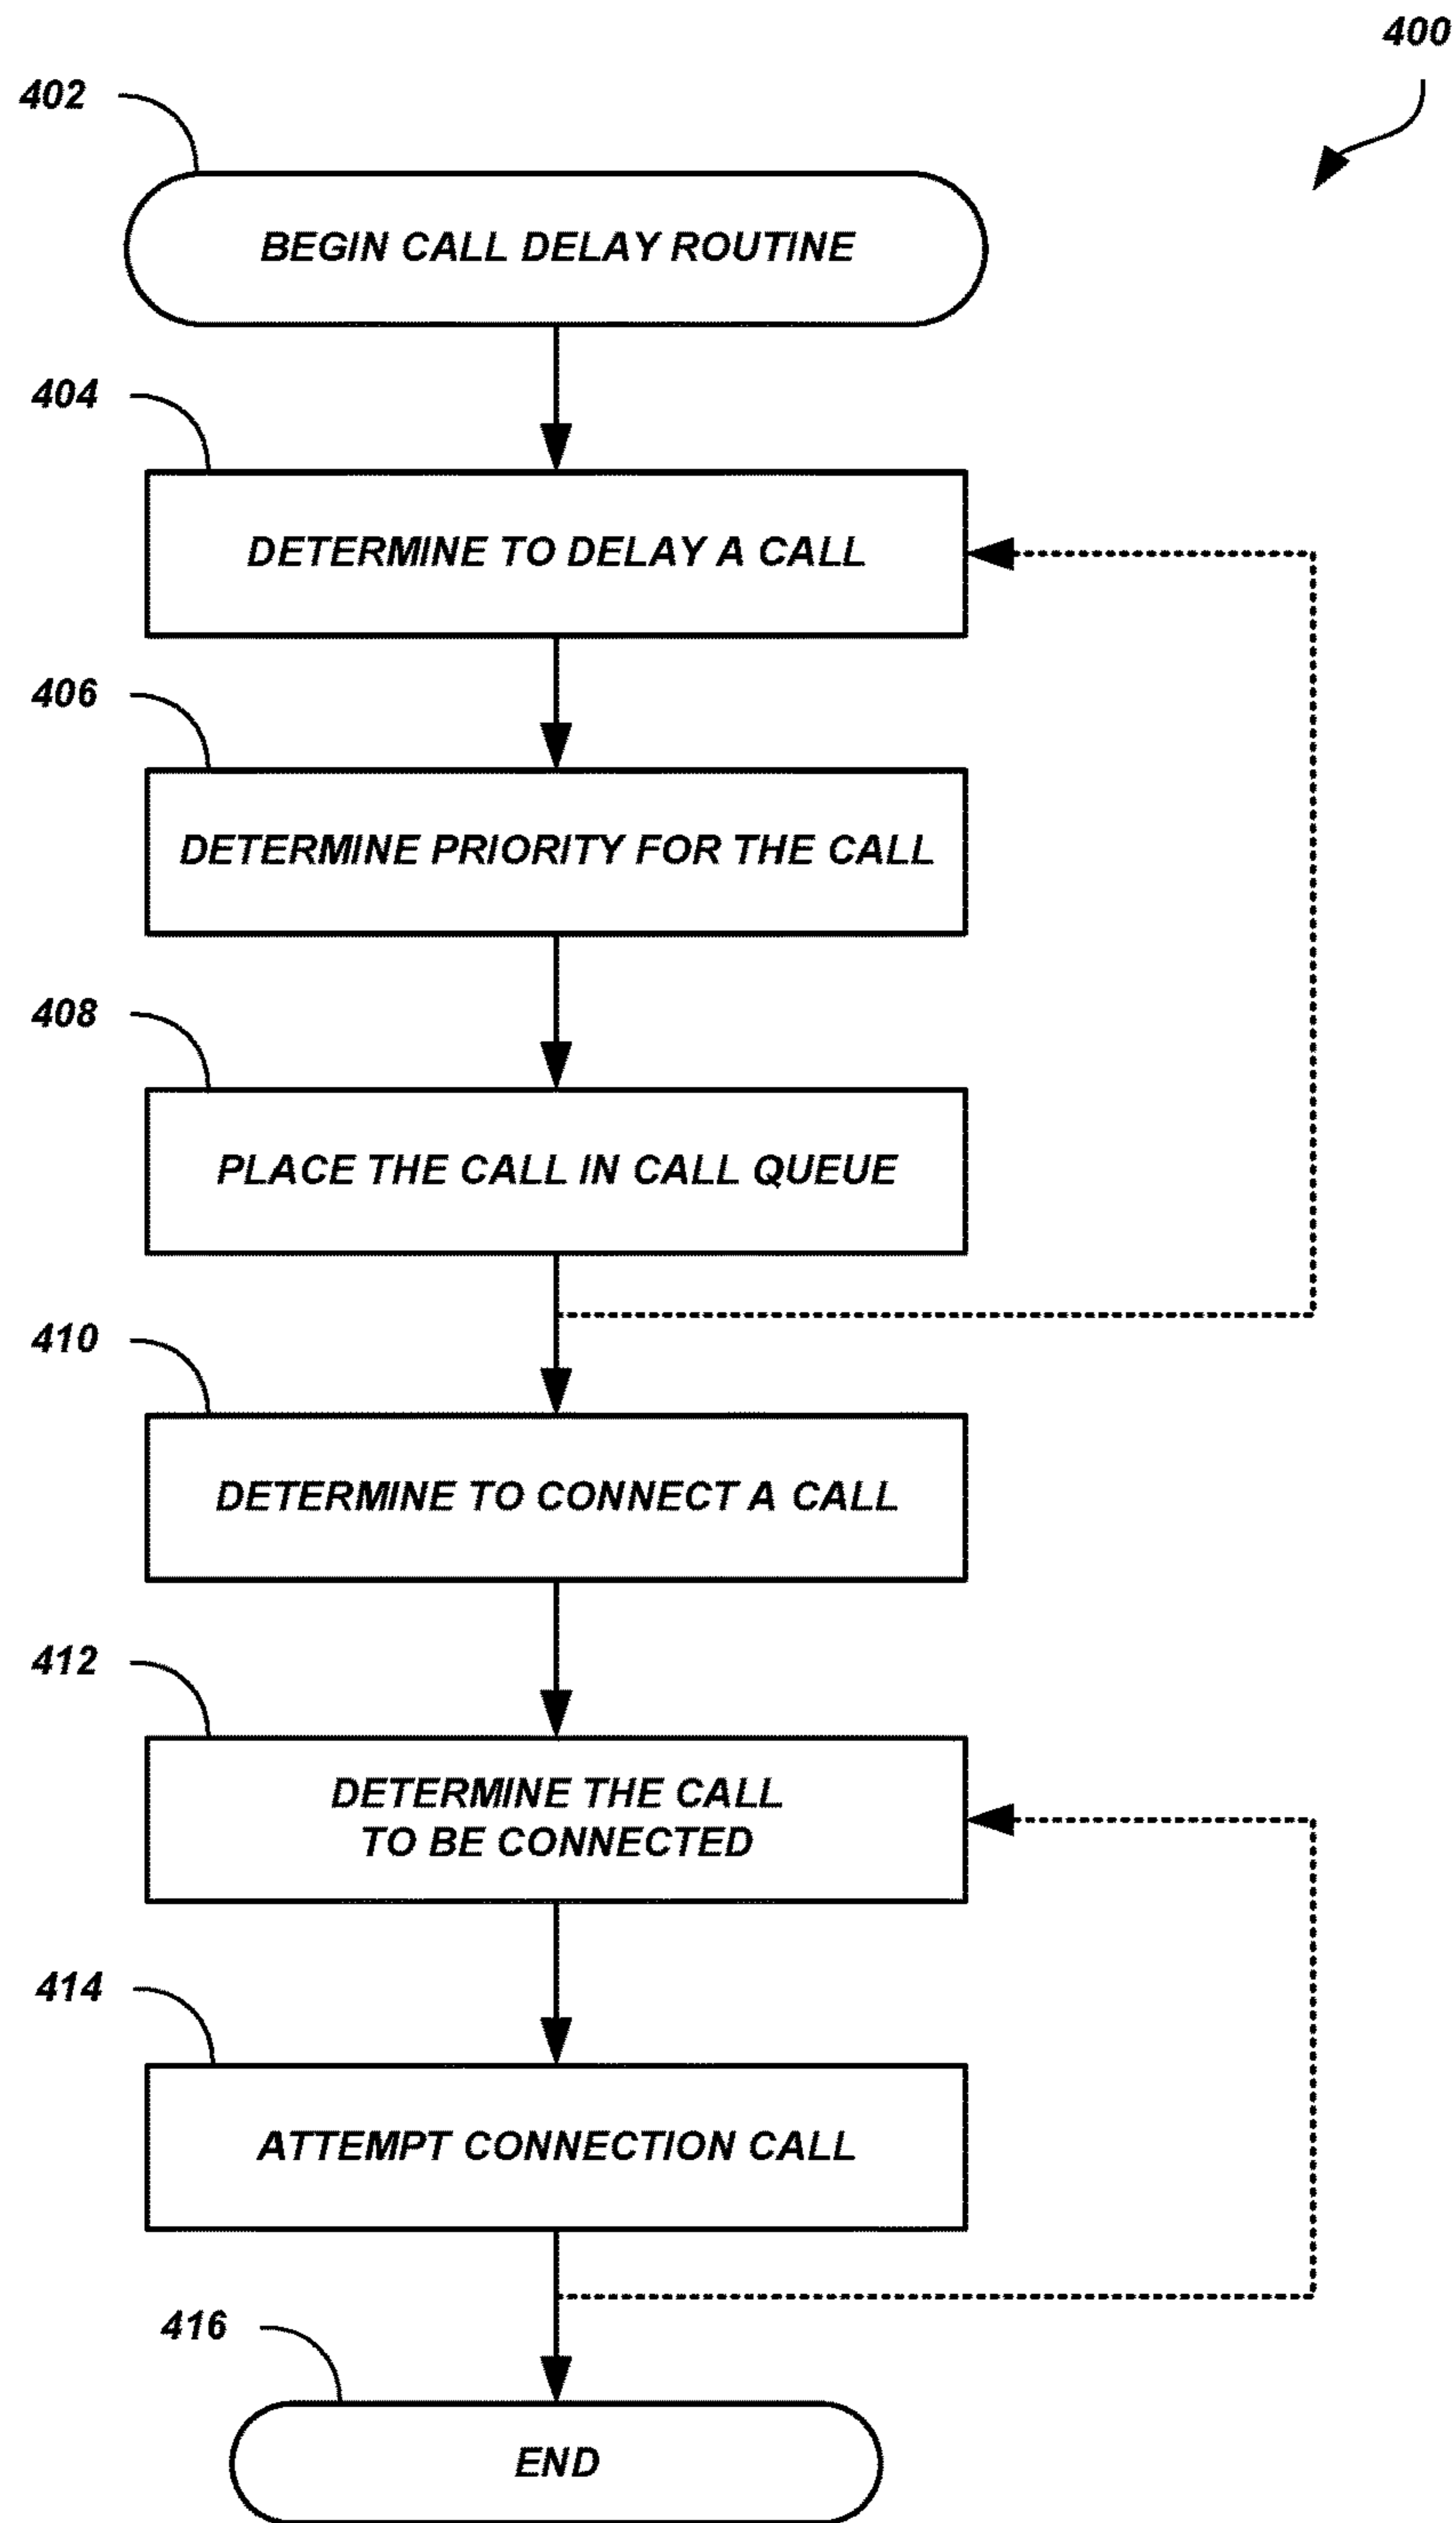 400
402
BEGIN CALL DELAY ROUTINE
404
DETERMINE TO DELAY A CALL
406
DETERMINE PRIORITY FOR THE CALL
408
PLACE THE CALL IN CALL QUEUE
410
DETERMINE TO CONNECT A CALL
412
DETERMINE THE CALL
TO BE CONNECTED
414
ATTEMPT CONNECTION CALL
416
END